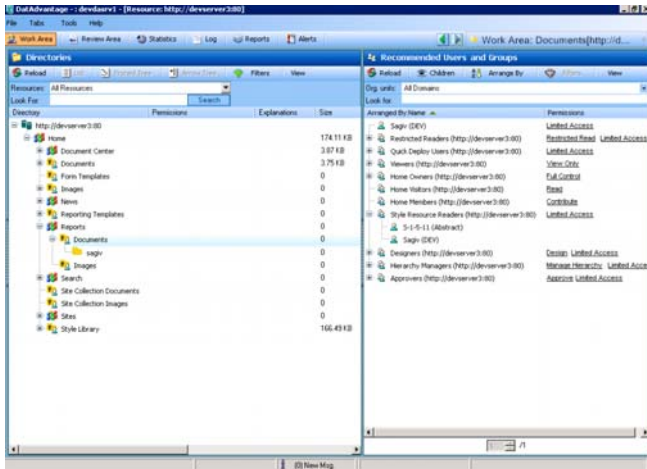 DatAdvantage - : devdasrv1 - [Resource: http://devserver3:80]
File Tabs Tools Help
Work Area Review Area Statistics Log Reports Alerts Work Area: Documents[http://d...
Directories
Reload Filters View
Resources: All Resources
Look For: Search
Directory Permissions Explanations Size
http://devserver3:80
Home 174.11 KB
Document Center 3.87 KB
Documents 3.75 KB
Form Templates 0
Images 0
News 0
Reporting Templates 0
Reports 0
Documents 0
sagiv 0
Images 0
Search 0
Site Collection Documents 0
Site Collection Images 0
Sites 0
Style Library 166.49 KB
Recommended Users and Groups
Reload Children Arrange By Filters View
Org. units: All Domains
Look for:
Arranged By:Name Permissions
Sagiv (DEV) Limited Access
Restricted Readers (http://devserver3:80) Restricted Read Limited Access
Quick Deploy Users (http://devserver3:80) Limited Access
Viewers (http://devserver3:80) View Only
Home Owners (http://devserver3:80) Full Control
Home Visitors (http://devserver3:80) Read
Home Members (http://devserver3:80) Contribute
Style Resource Readers (http://devserver3:80) Limited Access
S-1-5-11 (Abstract)
Sagiv (DEV)
Designers (http://devserver3:80) Design Limited Access
Hierarchy Managers (http://devserver3:80) Manage Hierarchy Limited Acce
Approvers (http://devserver3:80) Approve Limited Access
/1
(0) New Msg